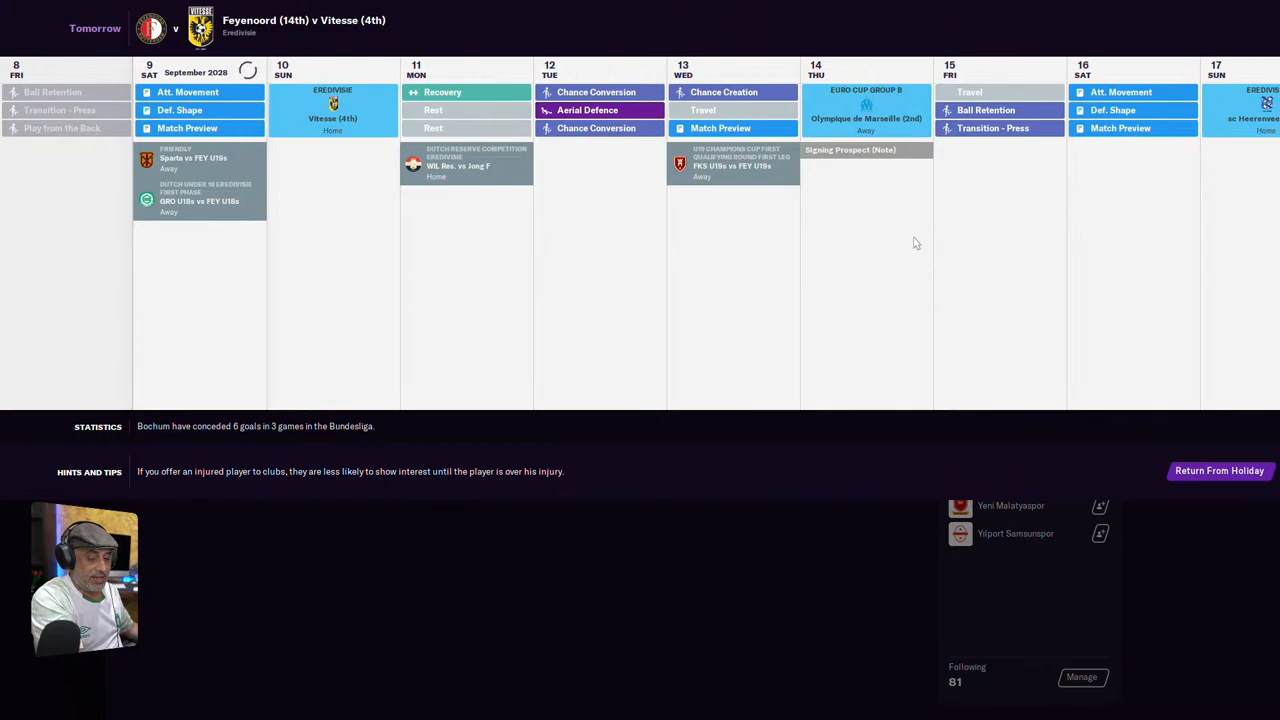 Tomorrow
v
VITESSE
Feyenoord (14th) v Vitesse (4th)
Eredivisie
8
FRI
Ball Retention
Transition - Press
Play from the Back
9
SAT
September 2028
Att. Movement
Def. Shape
Match Preview
FRIENDLY
Sparta vs FEY U19s
Away
DUTCH UNDER 18 EREDIVISIE
FIRST PHASE
GRO U18s vs FEY U18s
Away
10
SUN
EREDIVISIE
Vitesse (4th)
Home
11
MON
Recovery
Rest
Rest
DUTCH RESERVE COMPETITION
EREDIVISIE
WIL Res. vs Jong F
Home
12
TUE
Chance Conversion
Aerial Defence
Chance Conversion
13
WED
Chance Creation
Travel
Match Preview
U19 CHAMPIONS CUP FIRST
QUALIFYING ROUND FIRST LEG
FKS U19s vs FEY U19s
Away
14
THU
EURO CUP GROUP B
Olympique de Marseille (2nd)
Away
Signing Prospect (Note)
15
FRI
Travel
Ball Retention
Transition - Press
16
SAT
Att. Movement
Def. Shape
Match Preview
17
SUN
EREDIVIS
sc Heerenvee
Home
STATISTICS
Bochum have conceded 6 goals in 3 games in the Bundesliga.
HINTS AND TIPS
If you offer an injured player to clubs, they are less likely to show interest until the player is over his injury.
Return From Holiday
Yeni Malatyaspor
Yilport Samsunspor
Following
81
Manage